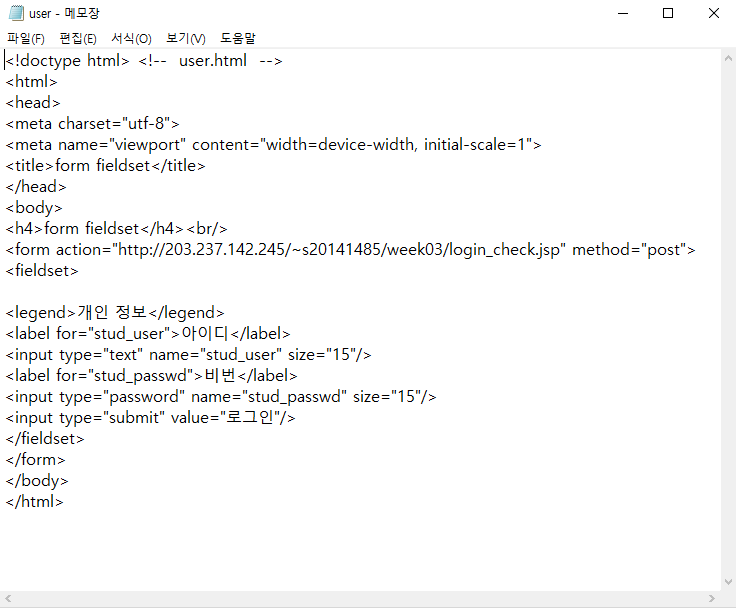 user - 메모장
파일(F) 편집(E) 서식(O) 보기(V) 도움말
<!doctype html> <!--  user.html  -->
<html>
<head>
<meta charset="utf-8">
<meta name="viewport" content="width=device-width, initial-scale=1">
<title>form fieldset</title>
</head>
<body>
<h4>form fieldset</h4><br/>
<form action="http://203.237.142.245/~s20141485/week03/login_check.jsp" method="post">
<fieldset>

<legend>개인 정보</legend>
<label for="stud_user">아이디</label>
<input type="text" name="stud_user" size="15"/>
<label for="stud_passwd">비번</label>
<input type="password" name="stud_passwd" size="15"/>
<input type="submit" value="로그인"/>
</fieldset>
</form>
</body>
</html>